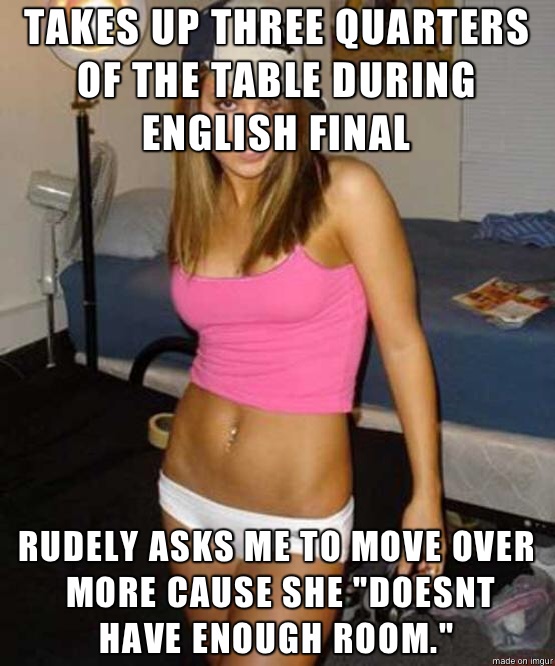 TAKES UP THREE QUARTERS
OF THE TABLE DURING
ENGLISH FINAL
RUDELY ASKS ME TO MOVE OVER
MORE CAUSE SHE "DOESNT
HAVE ENOUGH ROOM."
made on imgur